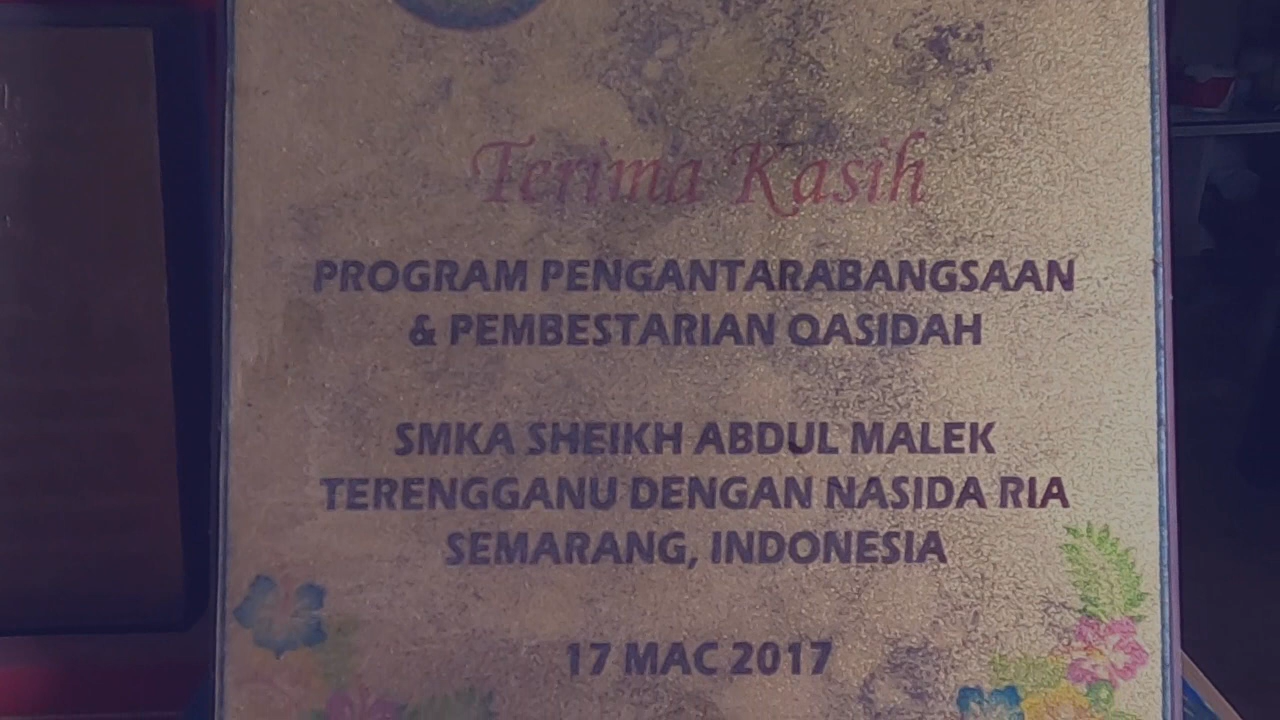 Terima Kasih
PROGRAM PENGANTARABANGSAAN
& PEMBESTARIAN QASIDAH
SMKA SHEIKH ABDUL MALEK
TERENGGANU DENGAN NASIDA RIA
SEMARANG, INDONESIA
17 MAC 2017